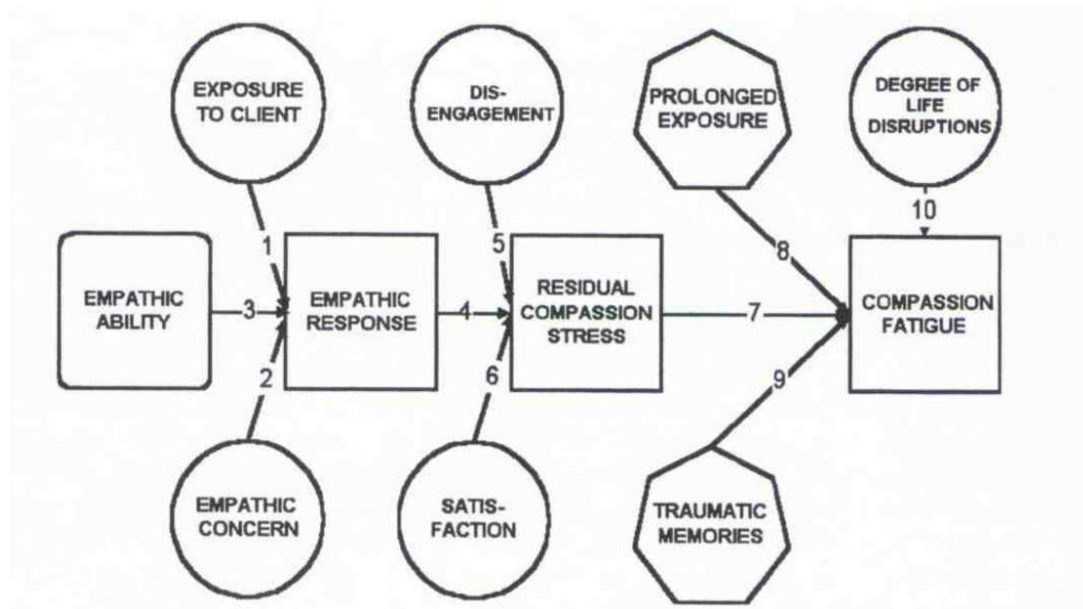 EXPOSURE
TO CLIENT
DIS-
ENGAGEMENT
PROLONGED
EXPOSURE
DEGREE OF
LIFE
DISRUPTIONS
1
5
8
10
EMPATHIC
ABILITY
3
EMPATHIC
RESPONSE
4
RESIDUAL
COMPASSION
STRESS
7
COMPASSION
FATIGUE
2
6
9
EMPATHIC
CONCERN
SATIS-
FACTION
TRAUMATIC
MEMORIES